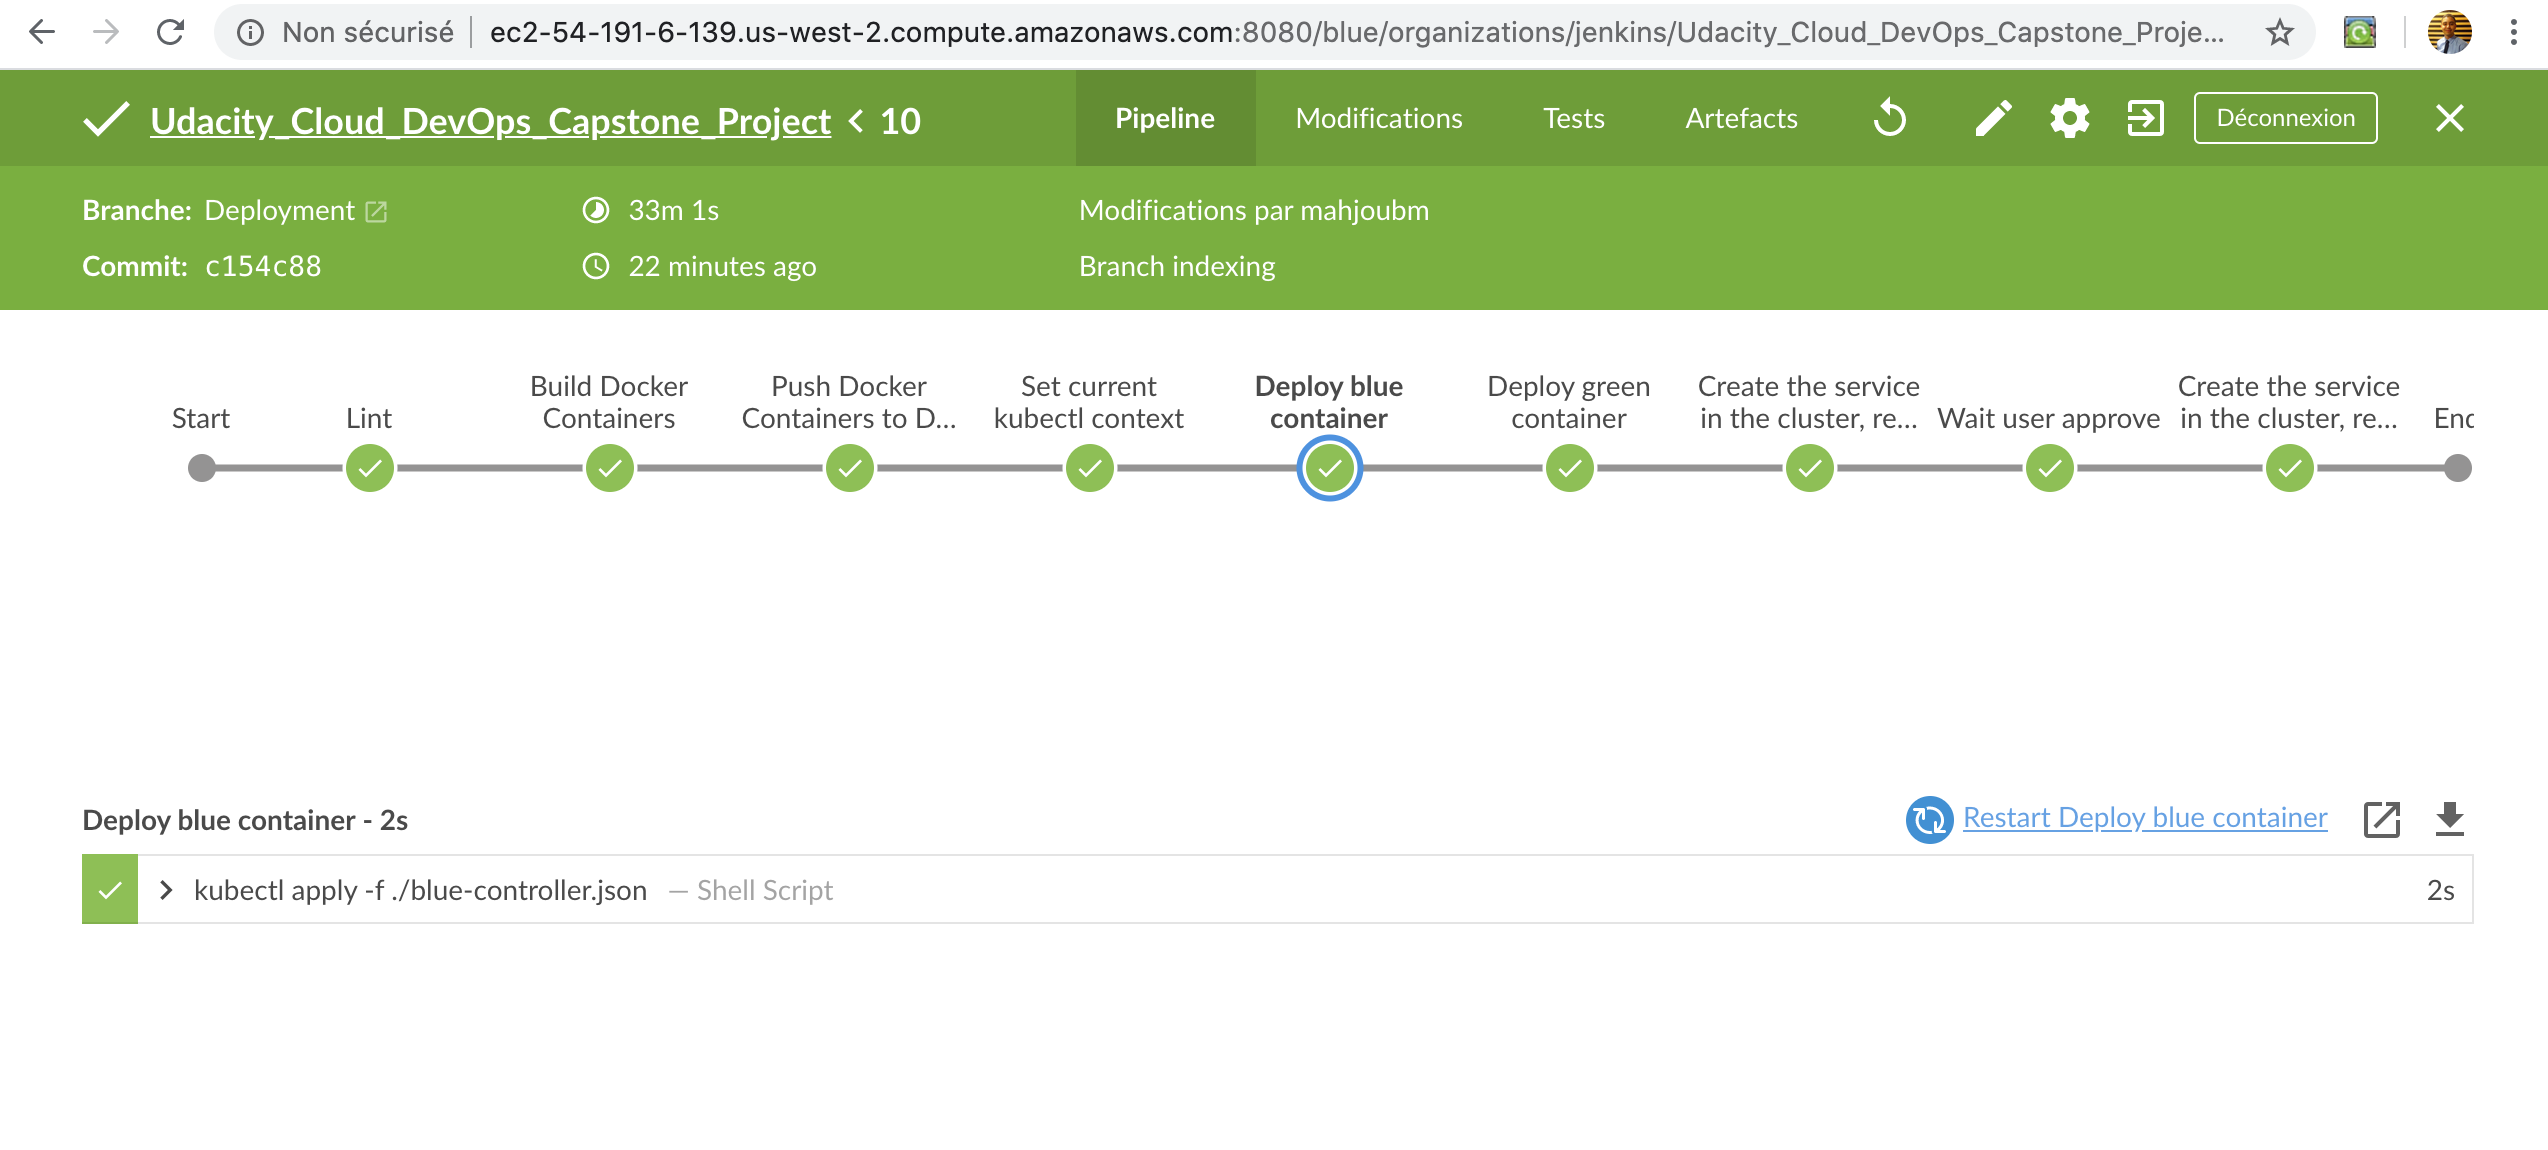 Non sécurisé | ec2-54-191-6-139.us-west-2.compute.amazonaws.com:8080/blue/organizations/jenkins/Udacity_Cloud_DevOps_Capstone_Proje...
Udacity_Cloud_DevOps_Capstone_Project < 10
Pipeline Modifications Tests Artefacts Déconnexion
Branche: Deployment 33m 1s Modifications par mahjoubm
Commit: c154c88 22 minutes ago Branch indexing
Start
Lint
Build Docker
Containers
Push Docker
Containers to D...
Set current
kubectl context
Deploy blue
container
Deploy green
container
Create the service
in the cluster, re...
Wait user approve
Create the service
in the cluster, re...
End
Deploy blue container - 2s
Restart Deploy blue container
kubectl apply -f ./blue-controller.json — Shell Script 2s